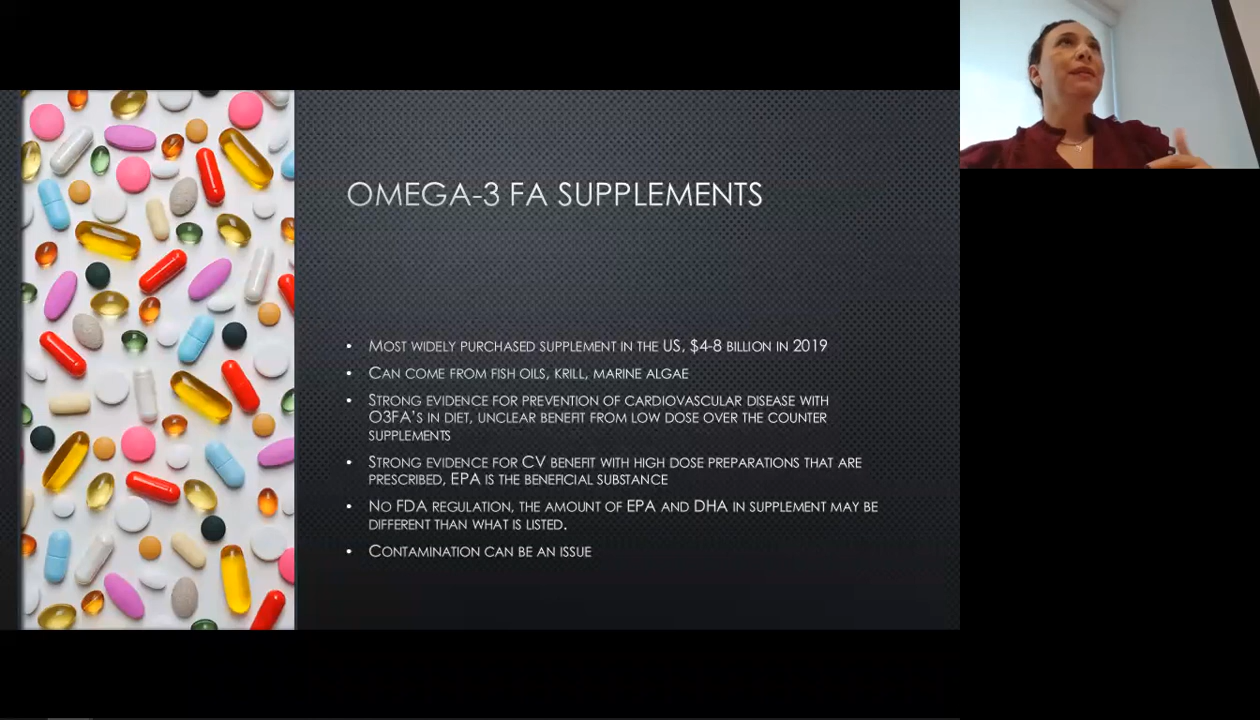 OMEGA-3 FA SUPPLEMENTS
• MOST WIDELY PURCHASED SUPPLEMENT IN THE US, $4-8 BILLION IN 2019
• CAN COME FROM FISH OILS, KRILL, MARINE ALGAE
• STRONG EVIDENCE FOR PREVENTION OF CARDIOVASCULAR DISEASE WITH
O3FA'S IN DIET, UNCLEAR BENEFIT FROM LOW DOSE OVER THE COUNTER
SUPPLEMENTS
• STRONG EVIDENCE FOR CV BENEFIT WITH HIGH DOSE PREPARATIONS THAT ARE
PRESCRIBED, EPA IS THE BENEFICIAL SUBSTANCE
• NO FDA REGULATION, THE AMOUNT OF EPA AND DHA IN SUPPLEMENT MAY BE
DIFFERENT THAN WHAT IS LISTED.
• CONTAMINATION CAN BE AN ISSUE